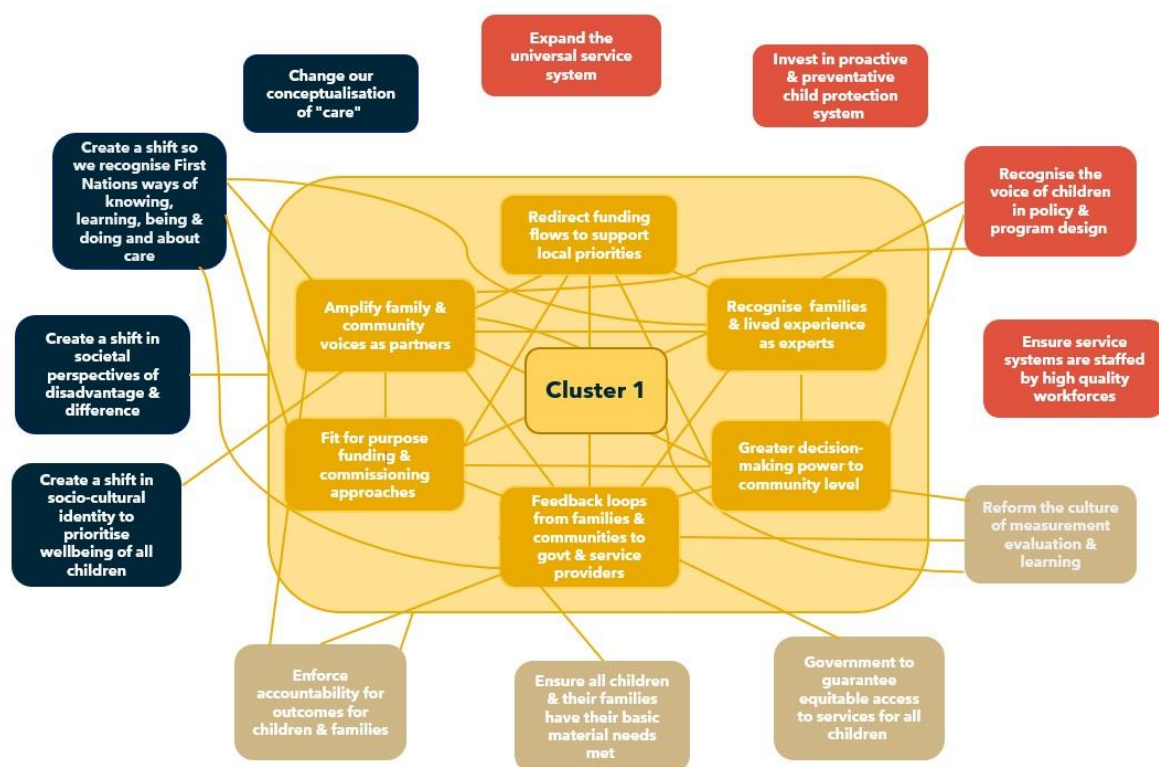 Expand the
universal service
system
Change our
conceptualisation
of "care"
Invest in proactive
& preventative
child protection
system
Create a shift so
we recognise First
Nations ways of
knowing,
learning, being &
doing and about
care
Recognise the
voice of children
in policy &
program design
Redirect funding
flows to support
local priorities
Amplify family &
community
voices as partners
Recognise families
& lived experience
as experts
Create a shift in
societal
perspectives of
disadvantage &
difference
Cluster 1
Ensure service
systems are staffed
by high quality
workforces
Fit for purpose
funding &
commissioning
approaches
Greater decision-
making power to
community level
Create a shift in
socio-cultural
identity to
prioritise
wellbeing of all
children
Feedback loops
from families &
communities to
govt & service
providers
Reform the culture
of measurement
evaluation &
learning
Enforce
accountability for
outcomes for
children & families
Ensure all children
& their families
have their basic
material needs
met
Government to
guarantee
equitable access
to services for all
children